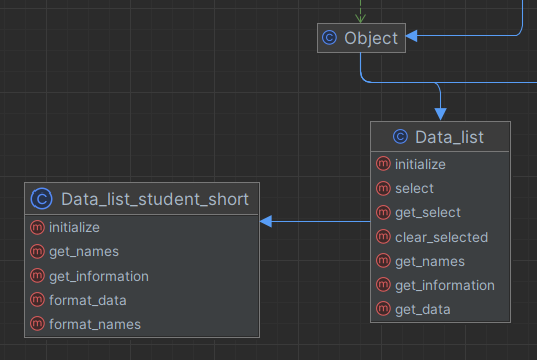 Object
Data_list
initialize
select
get_select
clear_selected
get_names
get_information
get_data
Data_list_student_short
initialize
get_names
get_information
format_data
format_names